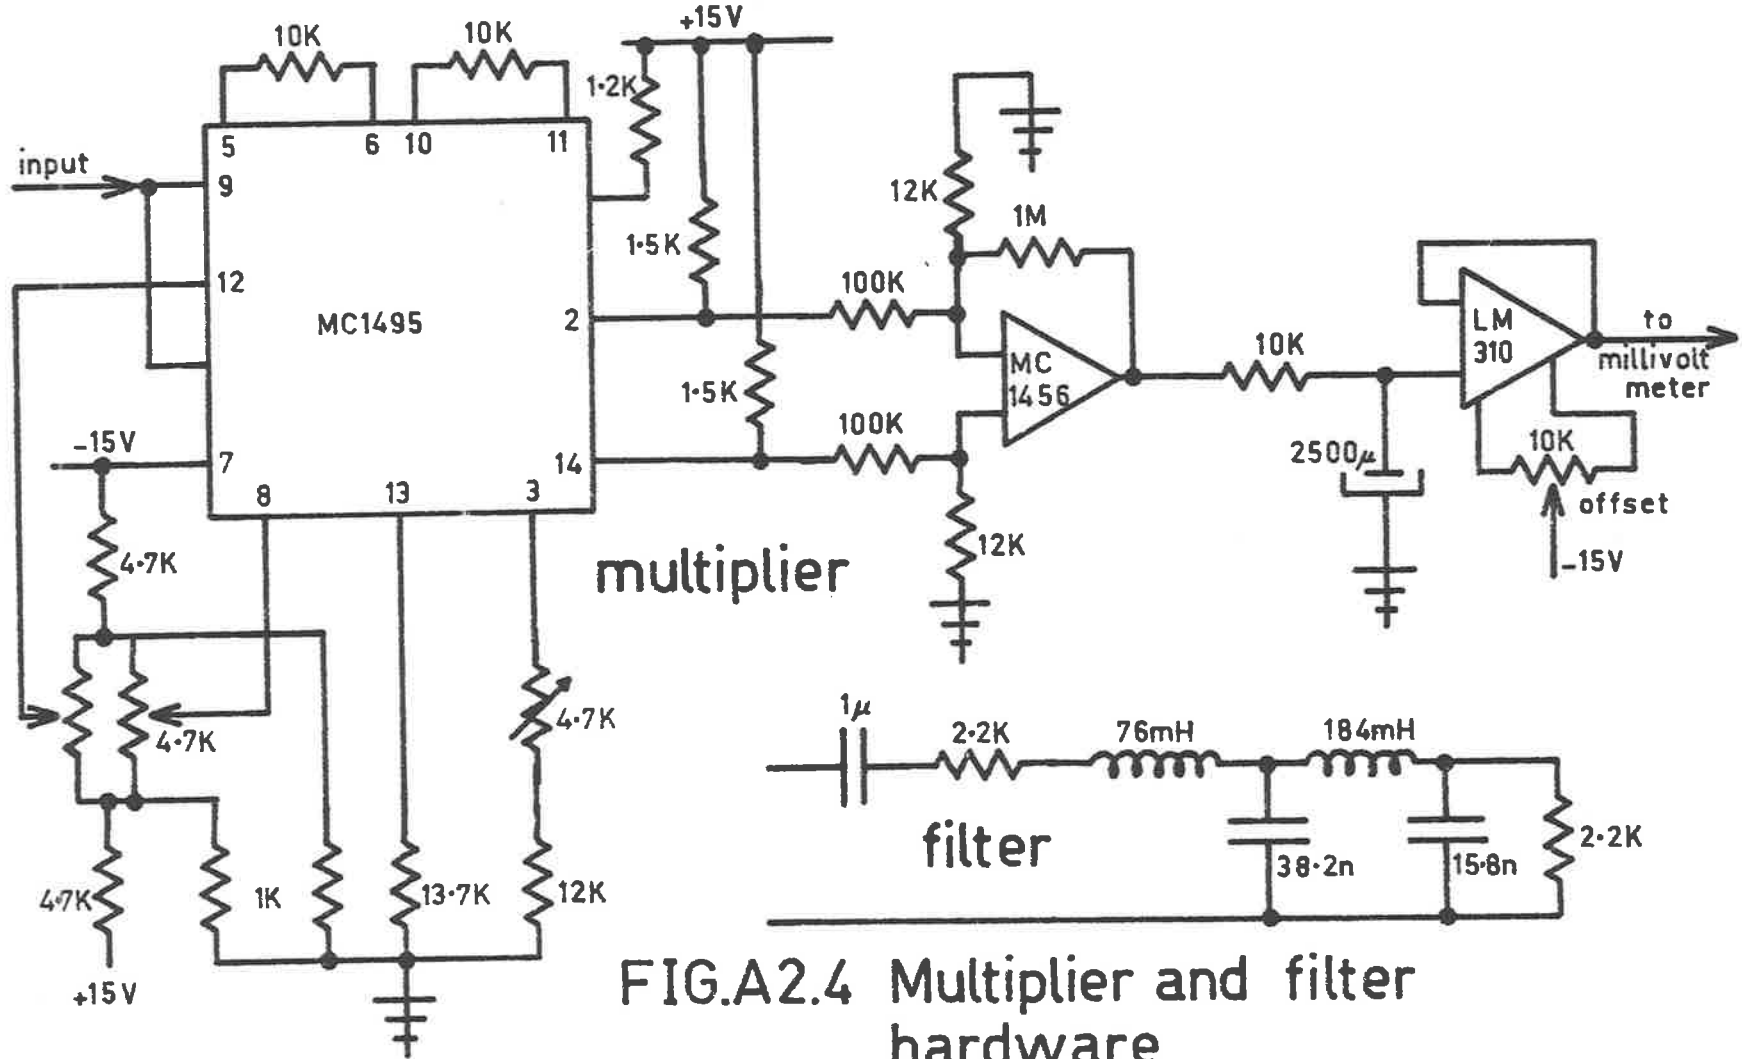 10K
10K
+15V
1·2K
5
6
10
11
input
9
12K
1M
1·5K
12
100K
MC1495
2
LM
310
to
millivolt
meter
MC
1456
10K
1·5K
100K
-15V
7
14
2500µ
10K
offset
8
13
3
-15V
4·7K
multiplier
12K
4·7K
4·7K
1µ
2·2K
76mH
184mH
filter
38·2n
15·8n
2·2K
4·7K
1K
13·7K
12K
+15V
FIG.A2.4 Multiplier and filter
hardware